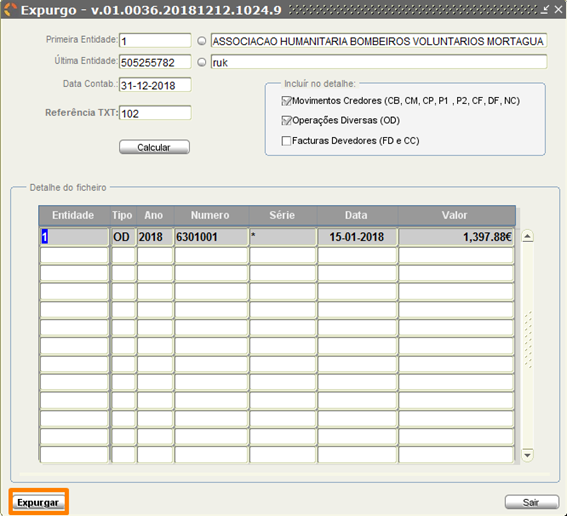 Expurgo - v.01.0036.20181212.1024.9
Primeira Entidade: 1 ASSOCIACAO HUMANITARIA BOMBEIROS VOLUNTARIOS MORTAGUA
Última Entidade: 505255782 ruk
Data Contab.: 31-12-2018
Referência TXT: 102
Calcular
Incluír no detalhe:
Movimentos Credores (CB, CM, CP, P1 , P2, CF, DF, NC)
Operações Diversas (OD)
Facturas Devedores (FD e CC)
Detalhe do ficheiro
Entidade Tipo Ano Numero Série Data Valor
1 OD 2018 6301001 * 15-01-2018 1,397.88€
Expurgar Sair